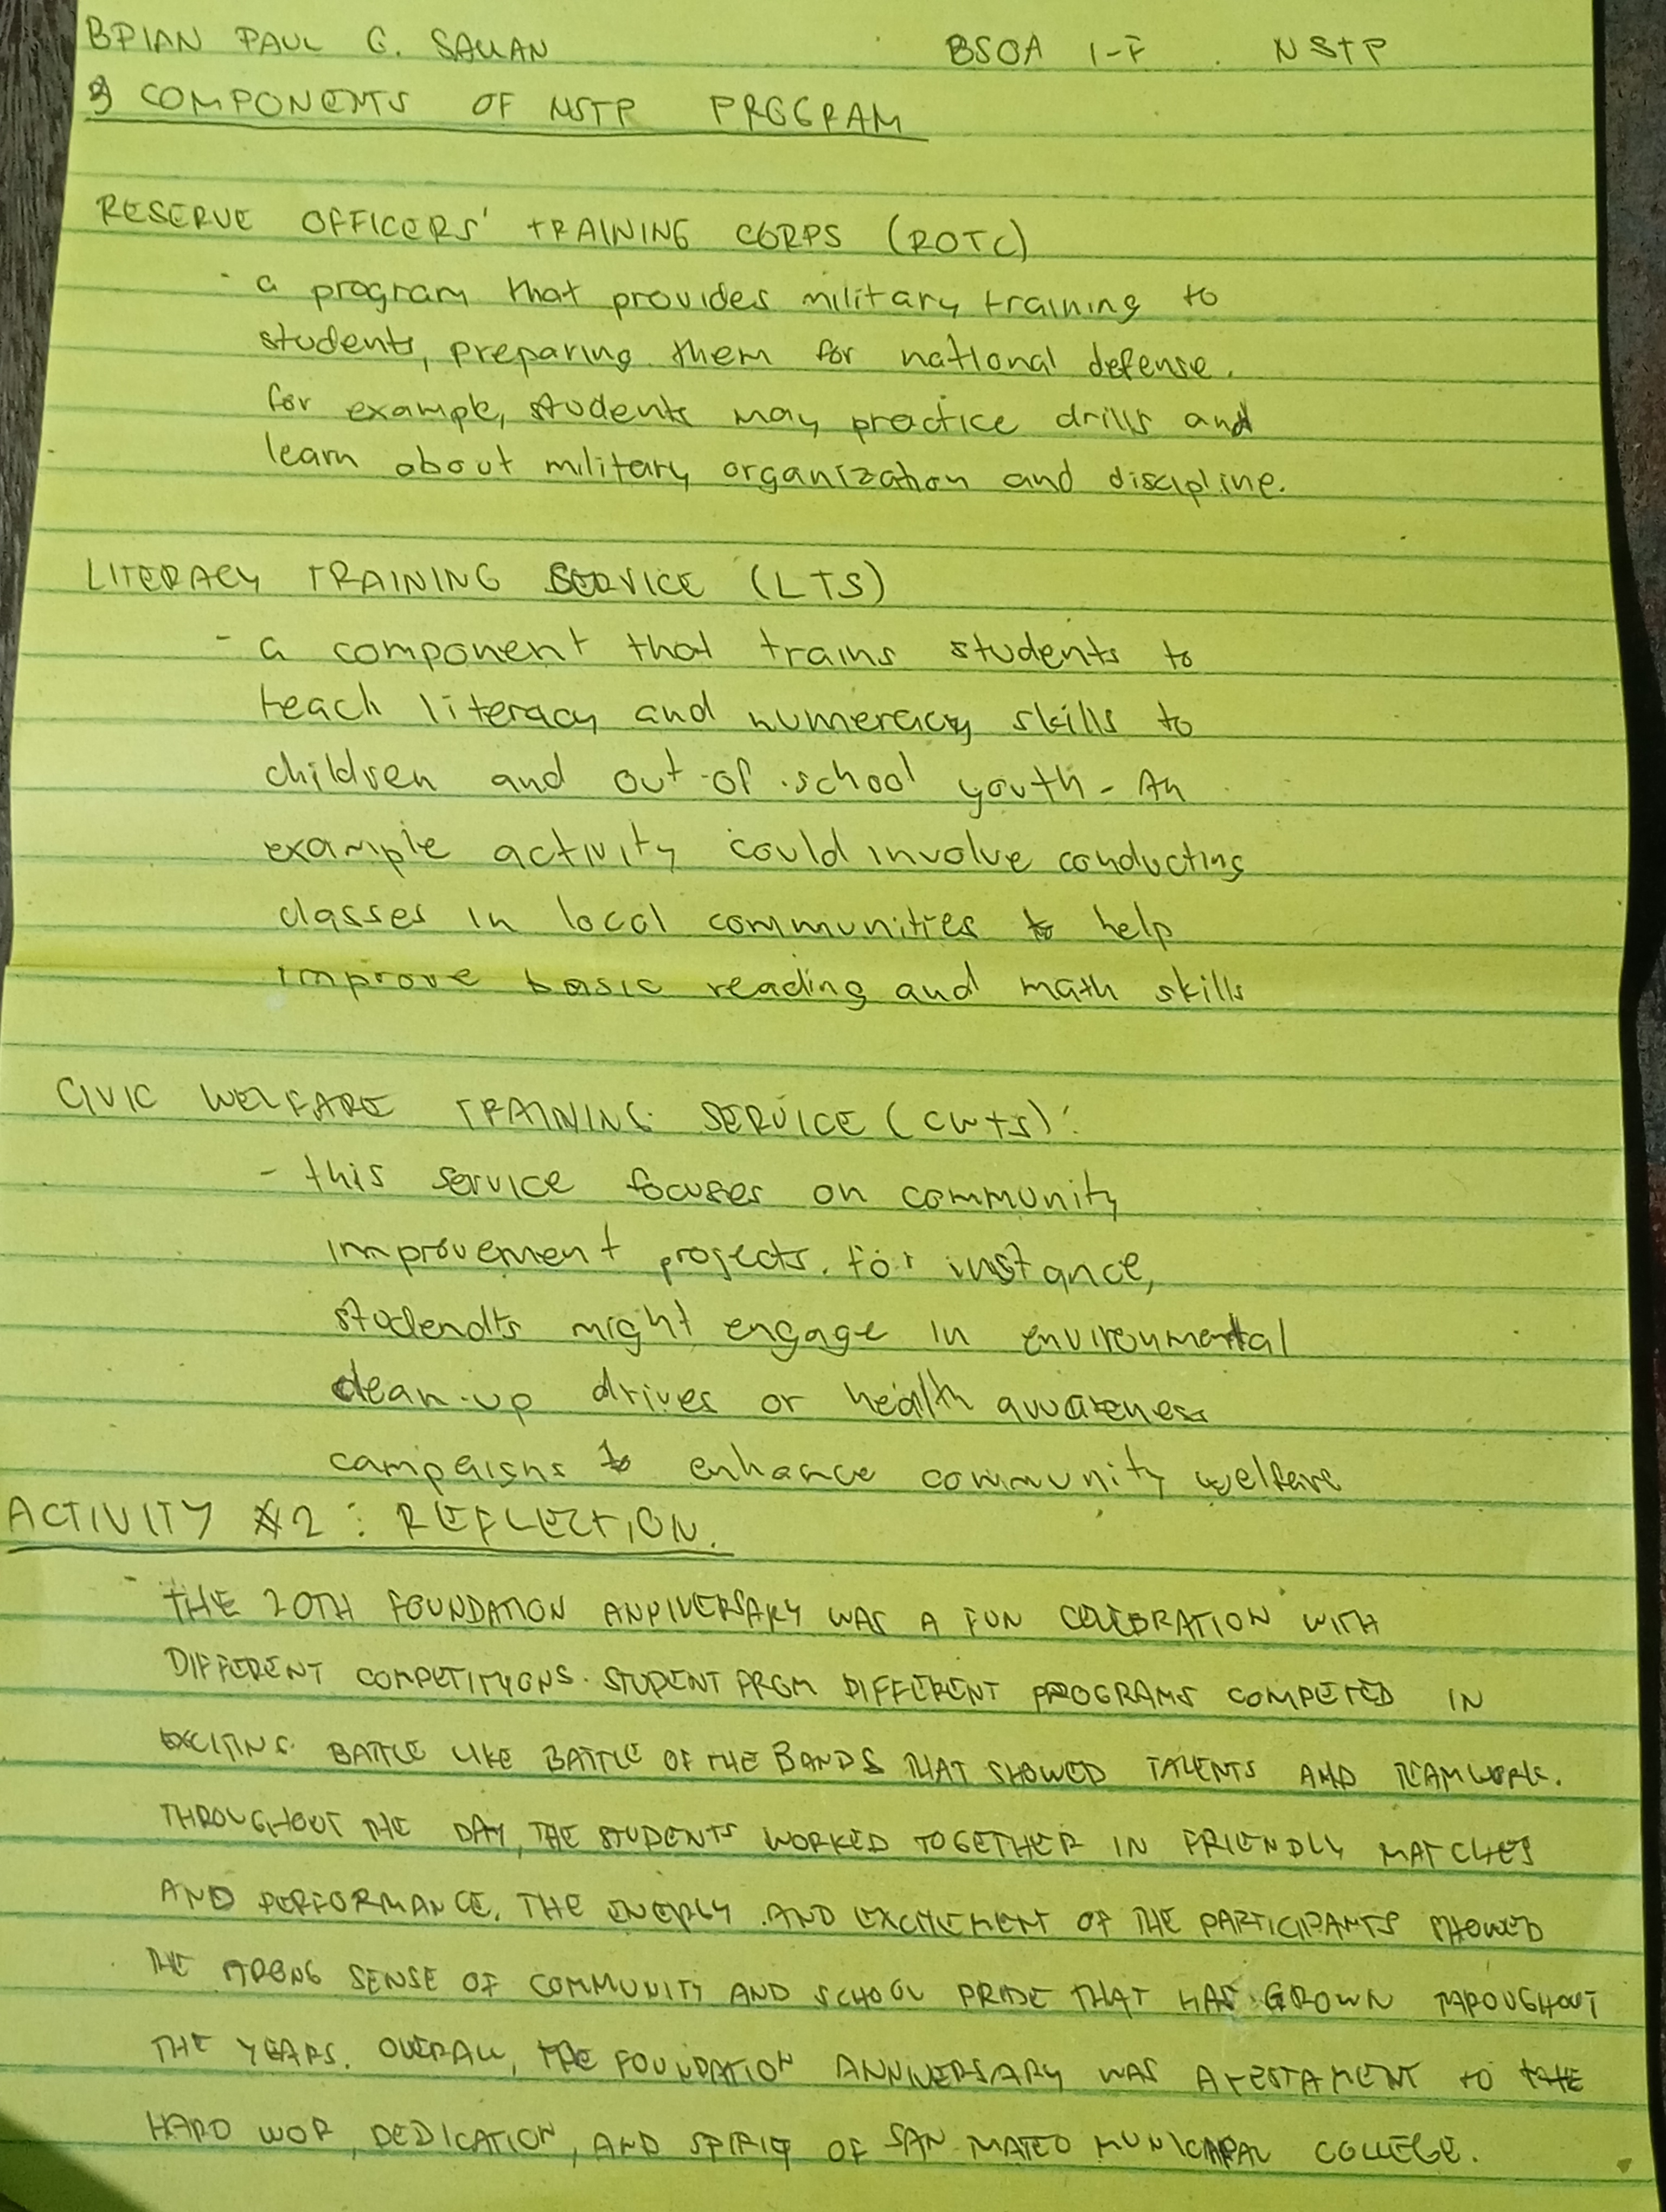 BRIAN PAUL G. SALLAN BSOA 1-F NSTP
3 COMPONENTS OF NSTP PROGRAM
RESERVE OFFICERS' TRAINING CORPS (ROTC)
- a program that provides military training to
students, preparing them for national defense.
for example, students may practice drills and
learn about military organization and discipline.
LITERACY TRAINING SERVICE (LTS)
- a component that trains students to
teach literacy and numeracy skills to
children and out-of-school youth. An
example activity could involve conducting
classes in local communities to help
improve basic reading and math skills
CIVIC WELFARE TRAINING SERVICE (CWTS):
- this service focuses on community
improvement projects. for instance,
students might engage in environmental
clean-up drives or health awareness
campaigns to enhance community welfare
ACTIVITY #2 : REFLECTION.
- THE 20TH FOUNDATION ANNIVERSARY WAS A FUN CELEBRATION WITH
DIFFERENT COMPETITIONS. STUDENT FROM DIFFERENT PROGRAMS COMPETED IN
EXCITING BATTLE LIKE BATTLE OF THE BANDS THAT SHOWED TALENTS AND TEAMWORK.
THROUGHOUT THE DAY, THE STUDENTS WORKED TOGETHER IN FRIENDLY MATCHES
AND PERFORMANCE. THE ENERGY AND EXCITEMENT OF THE PARTICIPANTS SHOWED
THE STRONG SENSE OF COMMUNITY AND SCHOOL PRIDE THAT HAS GROWN THROUGHOUT
THE YEARS. OVERALL, THE FOUNDATION ANNIVERSARY WAS A TESTAMENT TO THE
HARD WOR, DEDICATION, AND SPIRIT OF SAN MATEO MUNICIPAL COLLEGE.